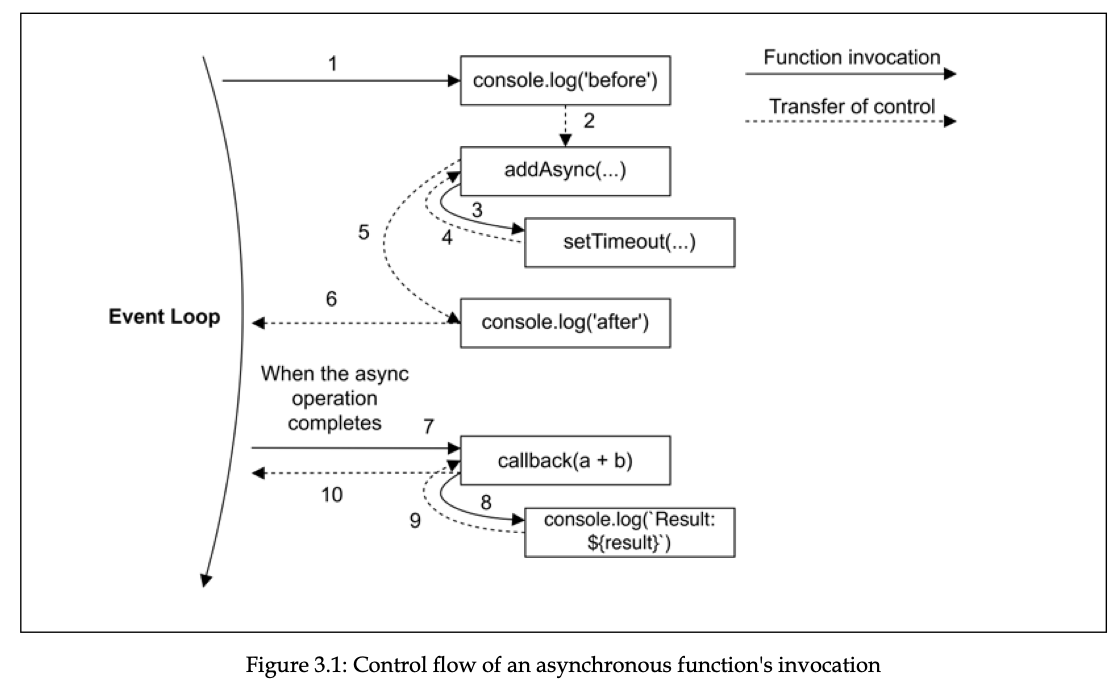 1
console.log('before')
Function invocation
2
Transfer of control
addAsync(...)
3
4
setTimeout(...)
5
6
console.log('after')
Event Loop
When the async
operation
completes
7
callback(a + b)
10
9
8
console.log(`Result:
${result}`)
Figure 3.1: Control flow of an asynchronous function's invocation